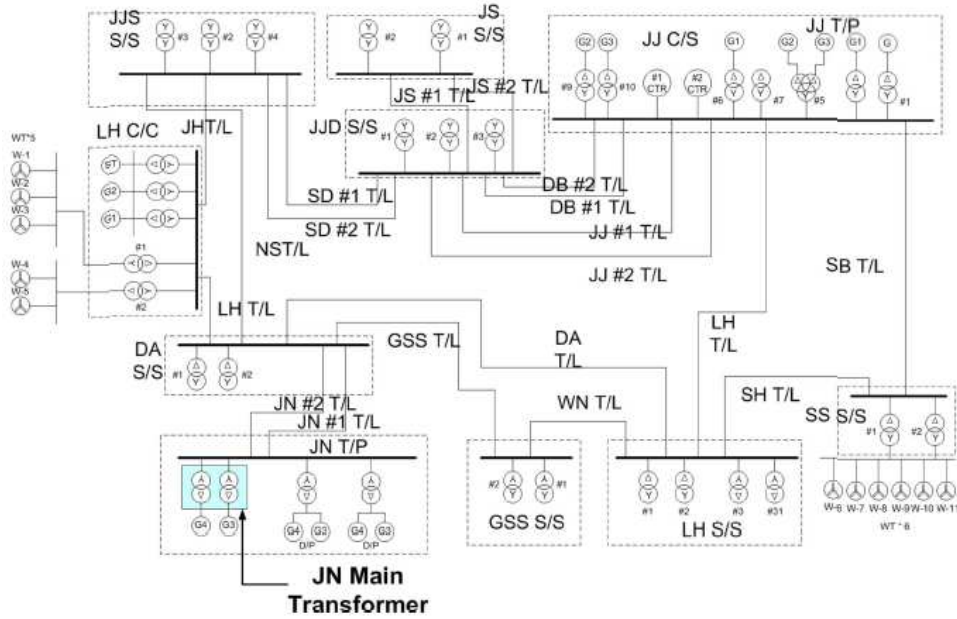 JJS
S/S
#3
#2
#4
JS
S/S
#2
#1
JJ C/S
JJ T/P
G2
G3
G1
G2
G3
G1
G
#9
#10
#1
CTR
#2
CTR
#6
#7
#5
#1
JS #1 T/L
JS #2 T/L
JJD S/S
#1
#2
#3
LH C/C
JHT/L
WT*5
W-1
W-2
W-3
W-4
W-5
ST
G2
G1
#1
#2
SD #1 T/L
SD #2 T/L
NST/L
DB #2 T/L
DB #1 T/L
JJ #1 T/L
JJ #2 T/L
SB T/L
LH T/L
GSS T/L
DA
T/L
LH
T/L
DA
S/S
#1
#2
JN #2 T/L
JN #1 T/L
WN T/L
SH T/L
SS S/S
#1
#2
JN T/P
G4
G3
G4
G3
D/P
G4
G3
D/P
#2
#1
GSS S/S
#1
#2
#3
#31
LH S/S
W-6
W-7
W-8
W-9
W-10
W-11
WT * 6
JN Main
Transformer